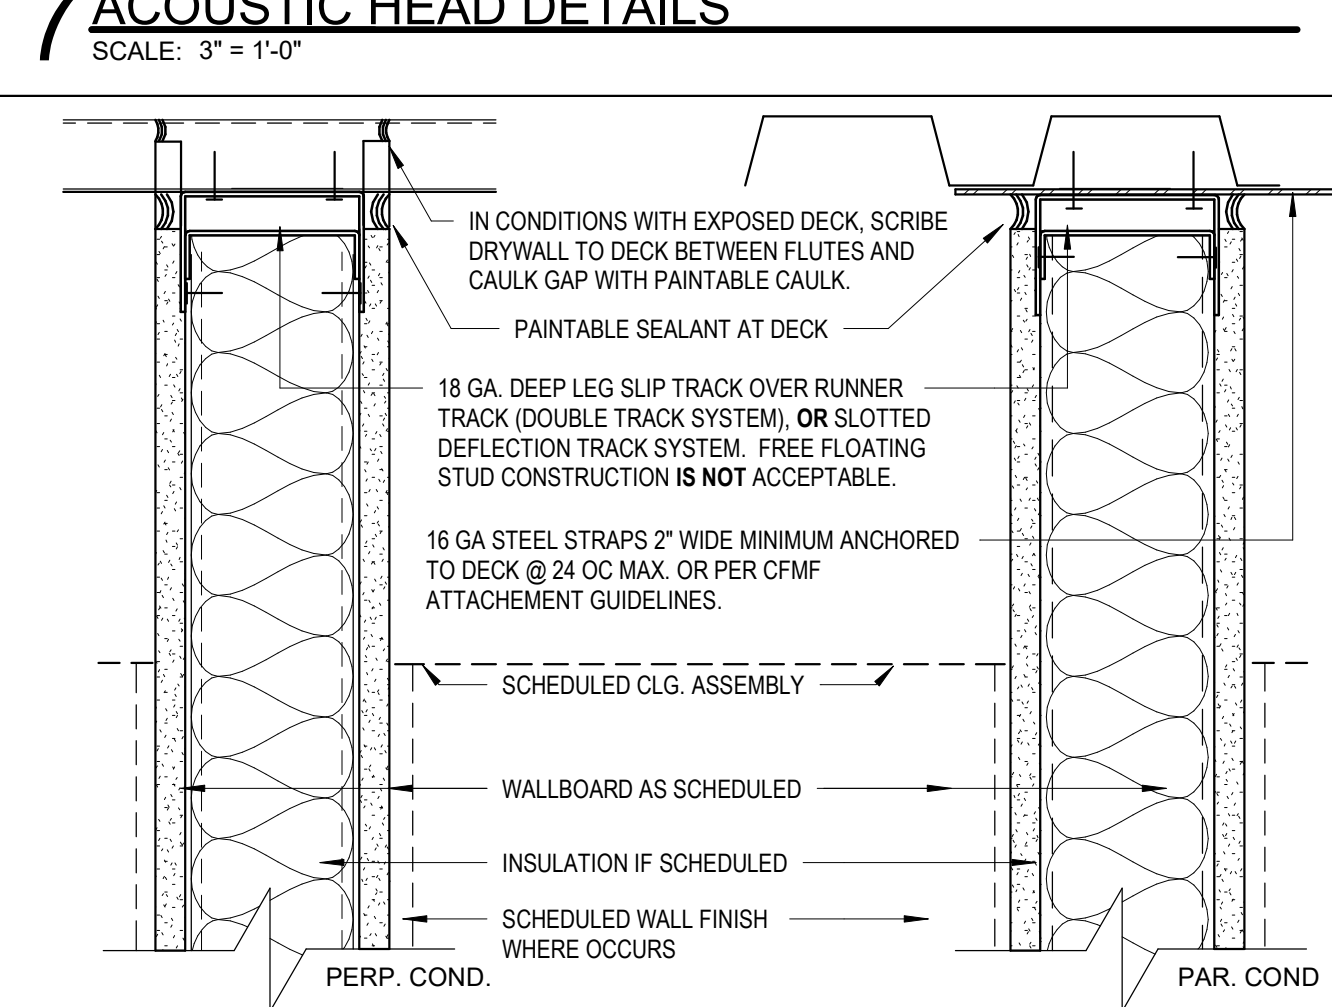 7 ACOUSTIC HEAD DETAILS
SCALE: 3" = 1'-0"
IN CONDITIONS WITH EXPOSED DECK, SCRIBE
DRYWALL TO DECK BETWEEN FLUTES AND
CAULK GAP WITH PAINTABLE CAULK.
PAINTABLE SEALANT AT DECK
18 GA. DEEP LEG SLIP TRACK OVER RUNNER
TRACK (DOUBLE TRACK SYSTEM), OR SLOTTED
DEFLECTION TRACK SYSTEM. FREE FLOATING
STUD CONSTRUCTION IS NOT ACCEPTABLE.
16 GA STEEL STRAPS 2" WIDE MINIMUM ANCHORED
TO DECK @ 24 OC MAX. OR PER CFMF
ATTACHEMENT GUIDELINES.
SCHEDULED CLG. ASSEMBLY
WALLBOARD AS SCHEDULED
INSULATION IF SCHEDULED
SCHEDULED WALL FINISH
WHERE OCCURS
PERP. COND.
PAR. COND